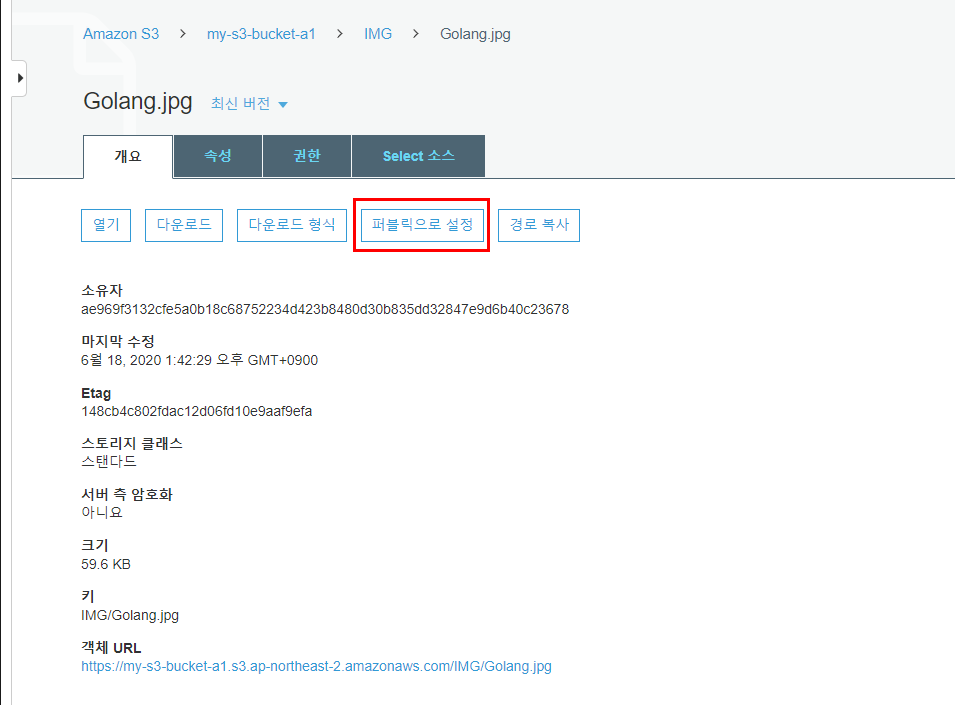 Amazon S3 > my-s3-bucket-a1 > IMG > Golang.jpg
Golang.jpg 최신 버전
개요 속성 권한 Select 소스
열기 다운로드 다운로드 형식 퍼블릭으로 설정 경로 복사
소유자
ae969f3132cfe5a0b18c68752234d423b8480d30b835dd32847e9d6b40c23678
마지막 수정
6월 18, 2020 1:42:29 오후 GMT+0900
Etag
148cb4c802fdac12d06fd10e9aaf9efa
스토리지 클래스
스탠다드
서버 측 암호화
아니요
크기
59.6 KB
키
IMG/Golang.jpg
객체 URL
https://my-s3-bucket-a1.s3.ap-northeast-2.amazonaws.com/IMG/Golang.jpg